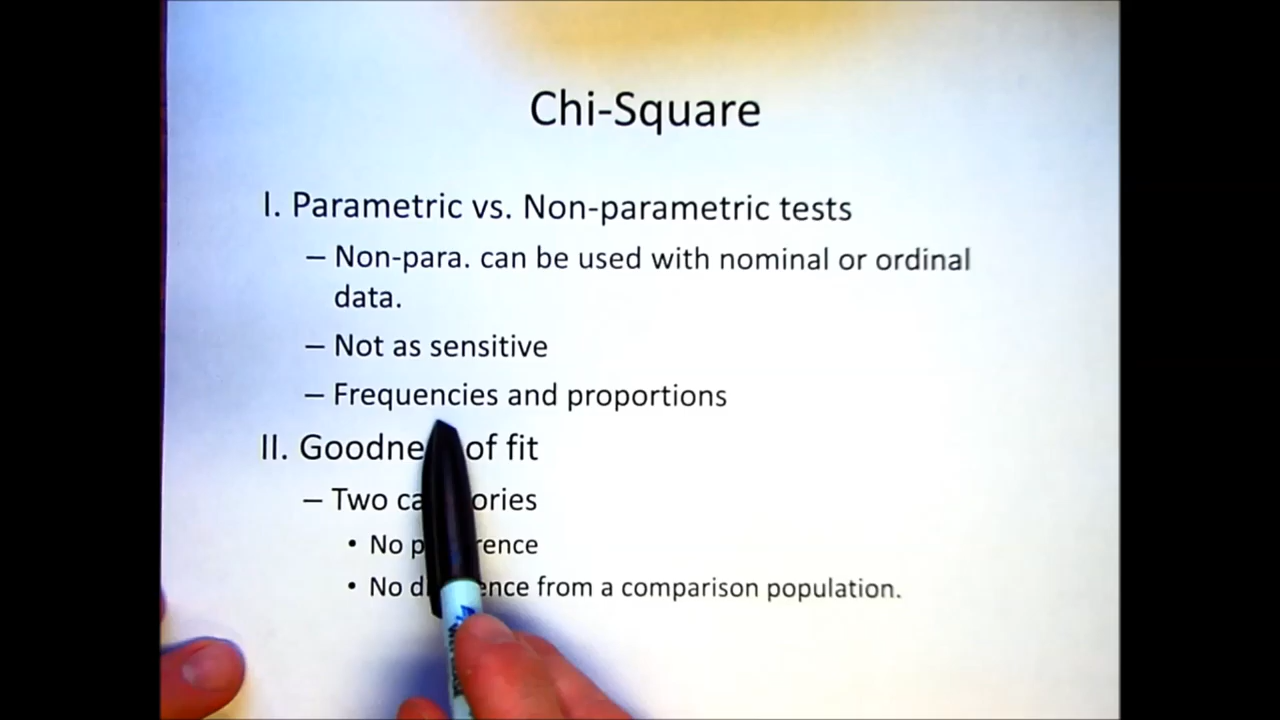 Chi-Square
I. Parametric vs. Non-parametric tests
– Non-para. can be used with nominal or ordinal
data.
– Not as sensitive
– Frequencies and proportions
II. of fit
– Two
• No
• No from a comparison population.